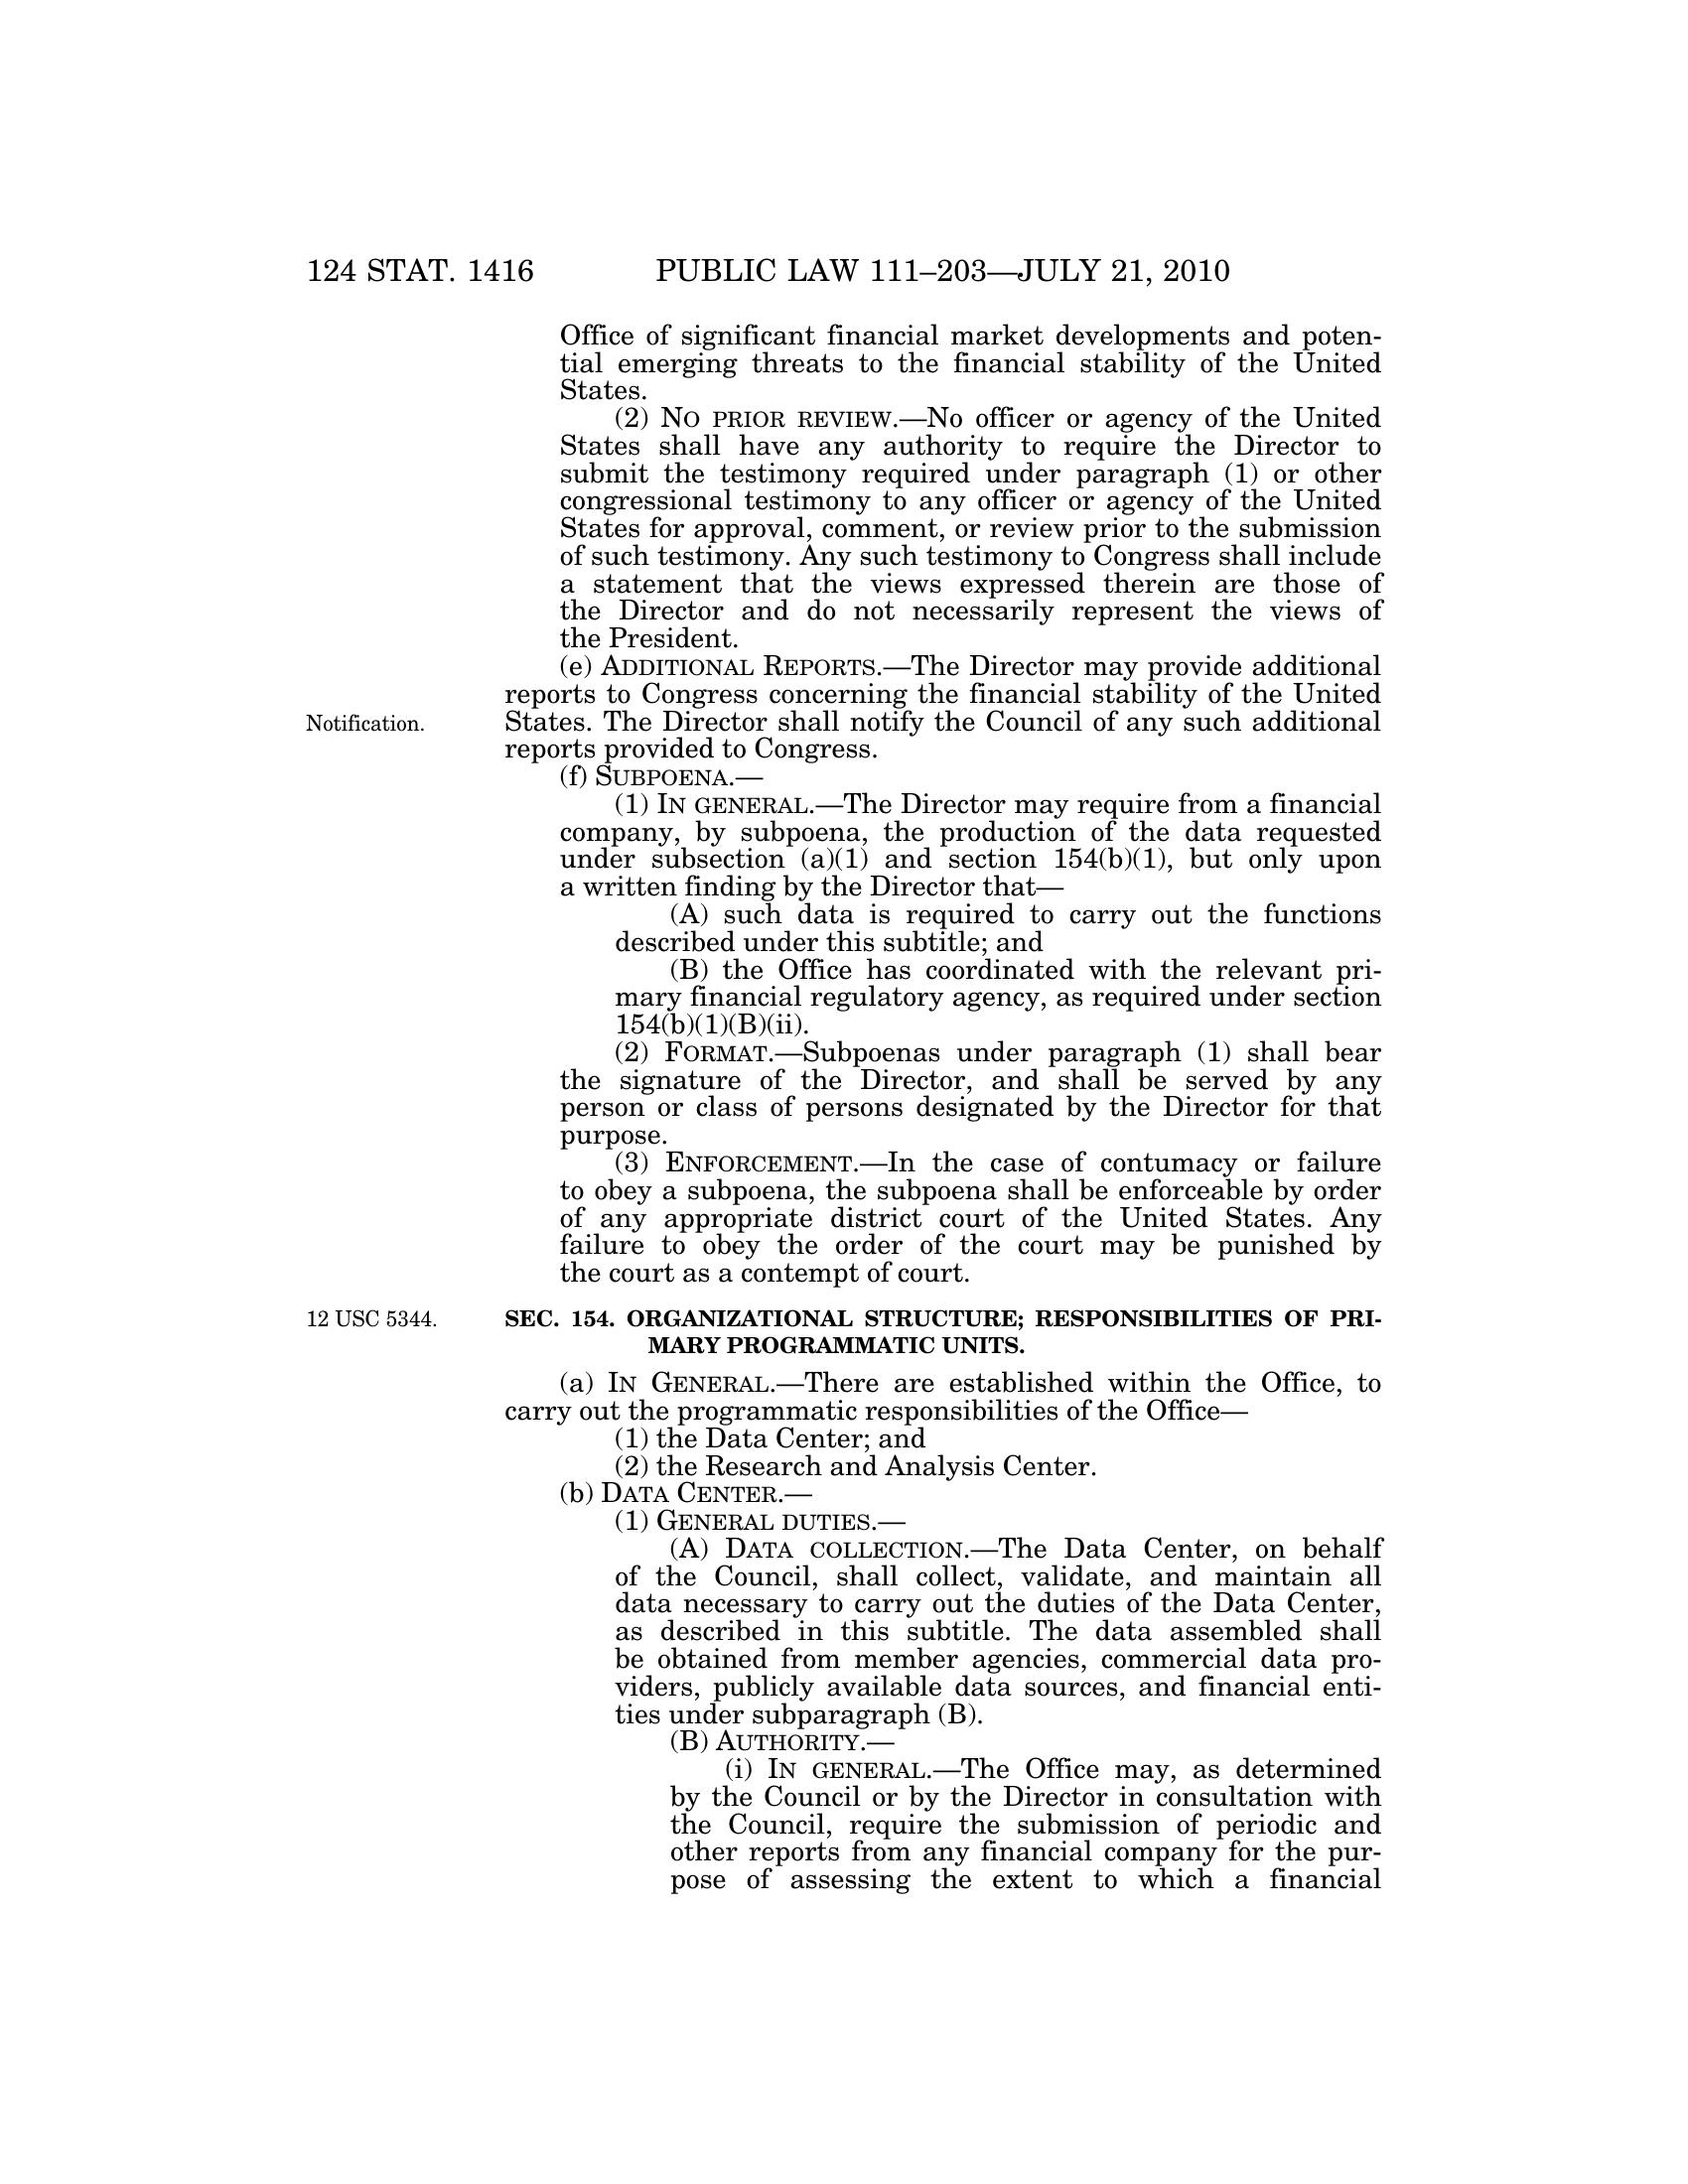 124 STAT. 1416 PUBLIC LAW 111–203—JULY 21, 2010
Office of significant financial market developments and poten-
tial emerging threats to the financial stability of the United
States.
(2) NO PRIOR REVIEW.—No officer or agency of the United
States shall have any authority to require the Director to
submit the testimony required under paragraph (1) or other
congressional testimony to any officer or agency of the United
States for approval, comment, or review prior to the submission
of such testimony. Any such testimony to Congress shall include
a statement that the views expressed therein are those of
the Director and do not necessarily represent the views of
the President.
(e) ADDITIONAL REPORTS.—The Director may provide additional
reports to Congress concerning the financial stability of the United
Notification.
States. The Director shall notify the Council of any such additional
reports provided to Congress.
(f) SUBPOENA.—
(1) IN GENERAL.—The Director may require from a financial
company, by subpoena, the production of the data requested
under subsection (a)(1) and section 154(b)(1), but only upon
a written finding by the Director that—
(A) such data is required to carry out the functions
described under this subtitle; and
(B) the Office has coordinated with the relevant pri-
mary financial regulatory agency, as required under section
154(b)(1)(B)(ii).
(2) FORMAT.—Subpoenas under paragraph (1) shall bear
the signature of the Director, and shall be served by any
person or class of persons designated by the Director for that
purpose.
(3) ENFORCEMENT.—In the case of contumacy or failure
to obey a subpoena, the subpoena shall be enforceable by order
of any appropriate district court of the United States. Any
failure to obey the order of the court may be punished by
the court as a contempt of court.
12 USC 5344.
SEC. 154. ORGANIZATIONAL STRUCTURE; RESPONSIBILITIES OF PRI-
MARY PROGRAMMATIC UNITS.
(a) IN GENERAL.—There are established within the Office, to
carry out the programmatic responsibilities of the Office—
(1) the Data Center; and
(2) the Research and Analysis Center.
(b) DATA CENTER.—
(1) GENERAL DUTIES.—
(A) DATA COLLECTION.—The Data Center, on behalf
of the Council, shall collect, validate, and maintain all
data necessary to carry out the duties of the Data Center,
as described in this subtitle. The data assembled shall
be obtained from member agencies, commercial data pro-
viders, publicly available data sources, and financial enti-
ties under subparagraph (B).
(B) AUTHORITY.—
(i) IN GENERAL.—The Office may, as determined
by the Council or by the Director in consultation with
the Council, require the submission of periodic and
other reports from any financial company for the pur-
pose of assessing the extent to which a financial